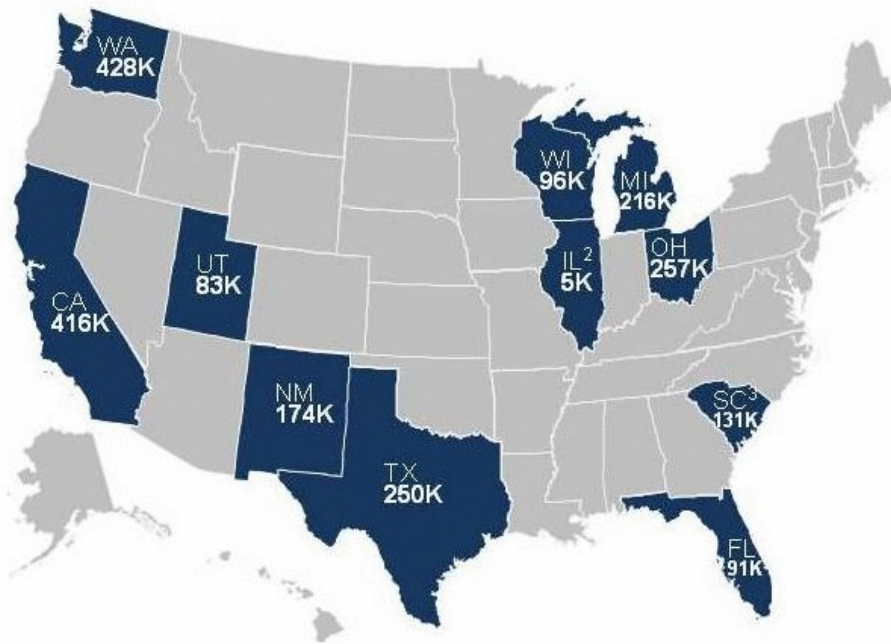 WA
428K
WI
96K
MI
216K
IL²
5K
OH
257K
UT
83K
CA
416K
NM
174K
SC³
131K
TX
250K
FL
91K